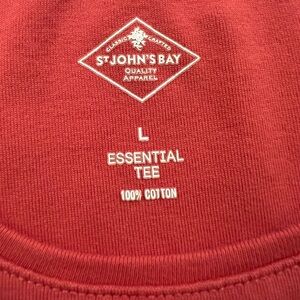 CLASSIC CRAFTED
ST JOHN'S BAY
QUALITY
APPAREL
L
ESSENTIAL
TEE
100% COTTON